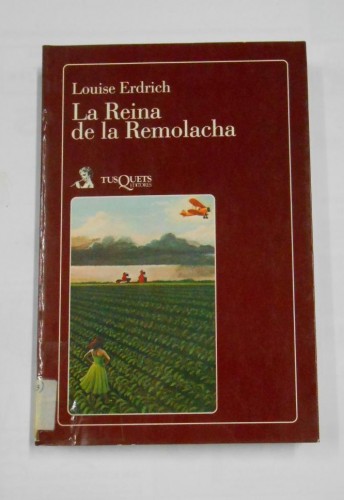 Louise Erdrich
La Reina
de la Remolacha
TUSQUETS
EDITORES